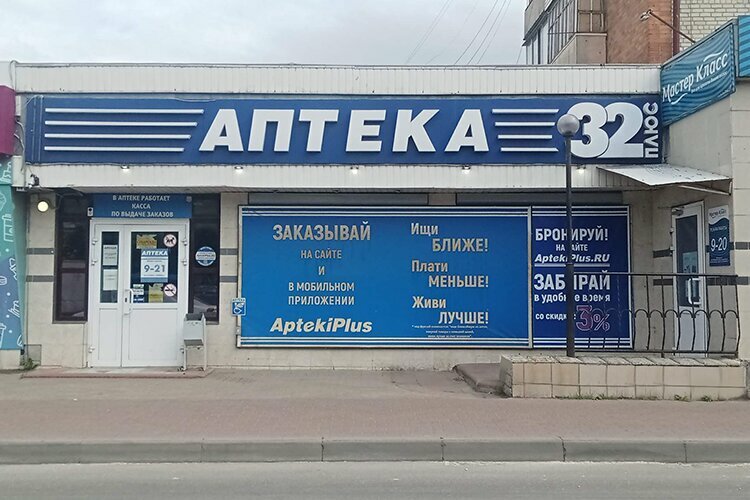 АПТЕКА 32 ПЛЮС
Мастер Класс
В АПТЕКЕ РАБОТАЕТ
КАССА
ПО ВЫДАЧЕ ЗАКАЗОВ
АПТЕКА
9-21
ЗАКАЗЫВАЙ
НА САЙТЕ
И
В МОБИЛЬНОМ
ПРИЛОЖЕНИИ
AptekiPlus
Ищи
БЛИЖЕ!
Плати
МЕНЬШЕ!
Живи
ЛУЧШЕ!
БРОНИРУЙ!
НА САЙТЕ
AptekiPlus.RU
ЗАБИРАЙ
в удобное время
со скидкой 3%
9-20